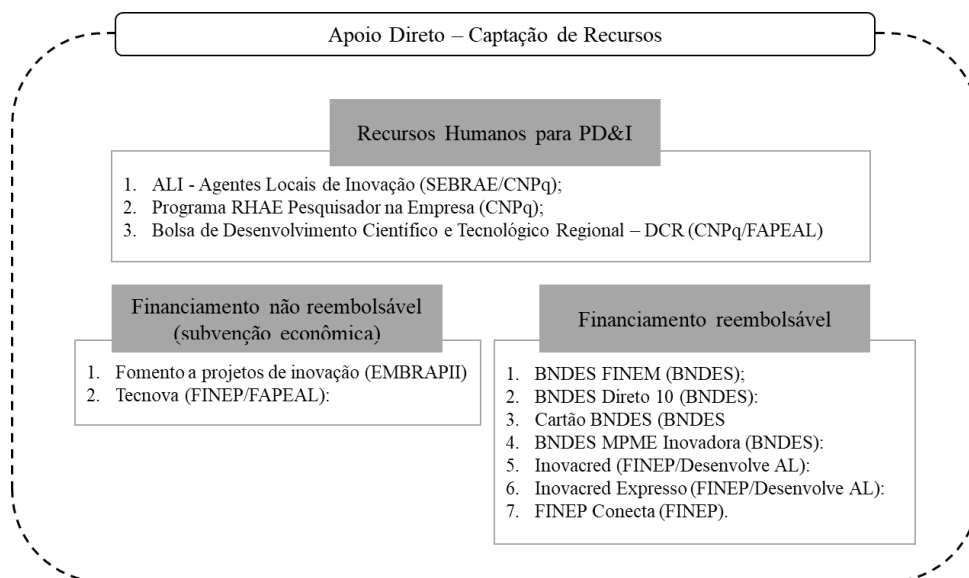 Apoio Direto – Captação de Recursos
Recursos Humanos para PD&I
1. ALI - Agentes Locais de Inovação (SEBRAE/CNPq);
2. Programa RHAE Pesquisador na Empresa (CNPq);
3. Bolsa de Desenvolvimento Científico e Tecnológico Regional – DCR (CNPq/FAPEAL)
Financiamento não reembolsável
(subvenção econômica)
1. Fomento a projetos de inovação (EMBRAPII)
2. Tecnova (FINEP/FAPEAL):
Financiamento reembolsável
1. BNDES FINEM (BNDES);
2. BNDES Direto 10 (BNDES):
3. Cartão BNDES (BNDES
4. BNDES MPME Inovadora (BNDES):
5. Inovacred (FINEP/Desenvolve AL):
6. Inovacred Expresso (FINEP/Desenvolve AL):
7. FINEP Conecta (FINEP).